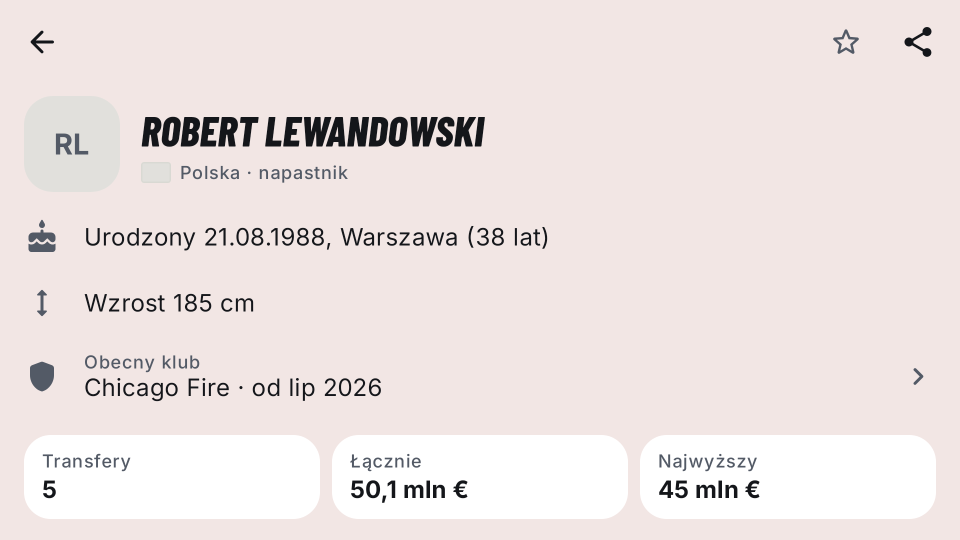 RL
ROBERT LEWANDOWSKI
Polska · napastnik
Urodzony 21.08.1988, Warszawa (38 lat)
Wzrost 185 cm
Obecny klub
Chicago Fire · od lip 2026
Transfery
5
Łącznie
50,1 mln €
Najwyższy
45 mln €